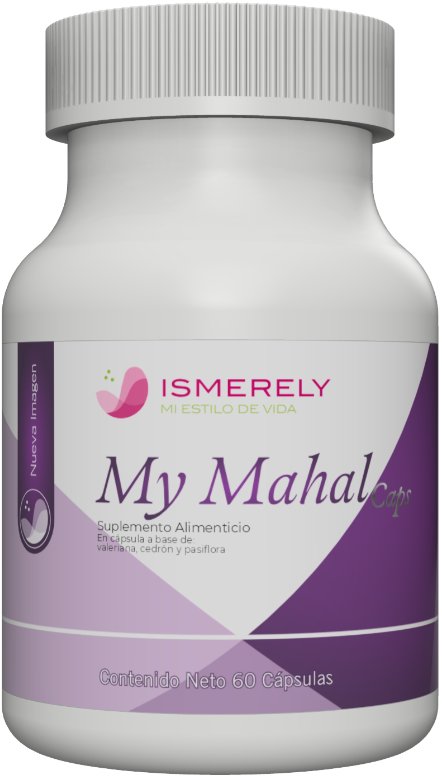 Nueva Imagen
ISMERELY
MI ESTILO DE VIDA
My Mahal
Caps
Suplemento Alimenticio
En cápsula a base de:
valeriana, cedrón y pasiflora
Contenido Neto 60 Cápsulas